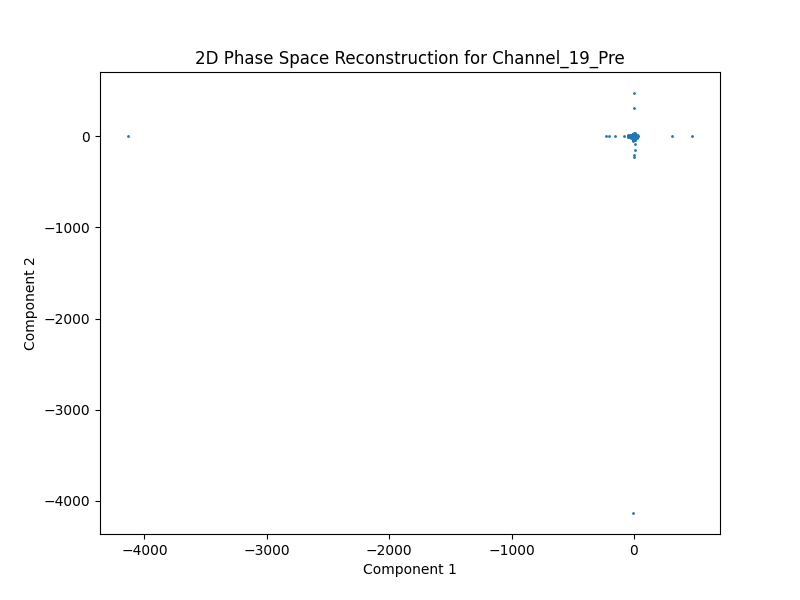 2D Phase Space Reconstruction for Channel_19_Pre
Component 2
0
−1000
−2000
−3000
−4000
−4000 −3000 −2000 −1000 0
Component 1